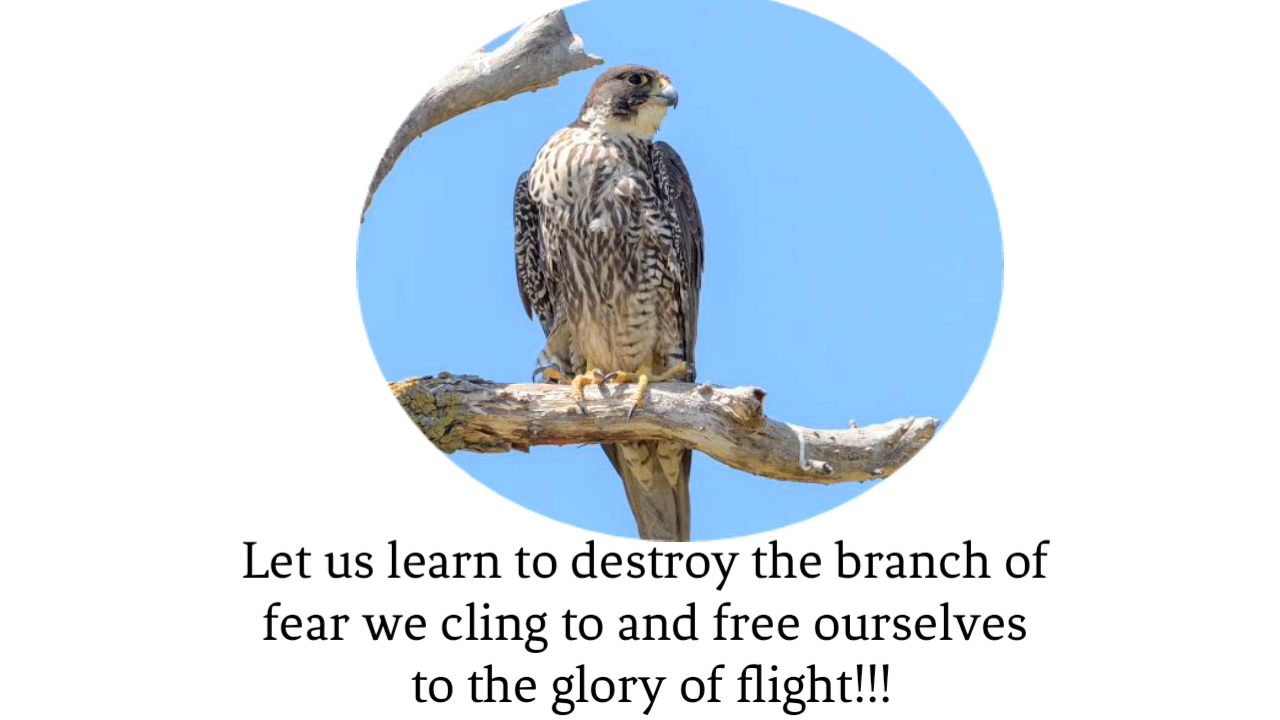 Let us learn to destroy the branch of
fear we cling to and free ourselves
to the glory of flight!!!